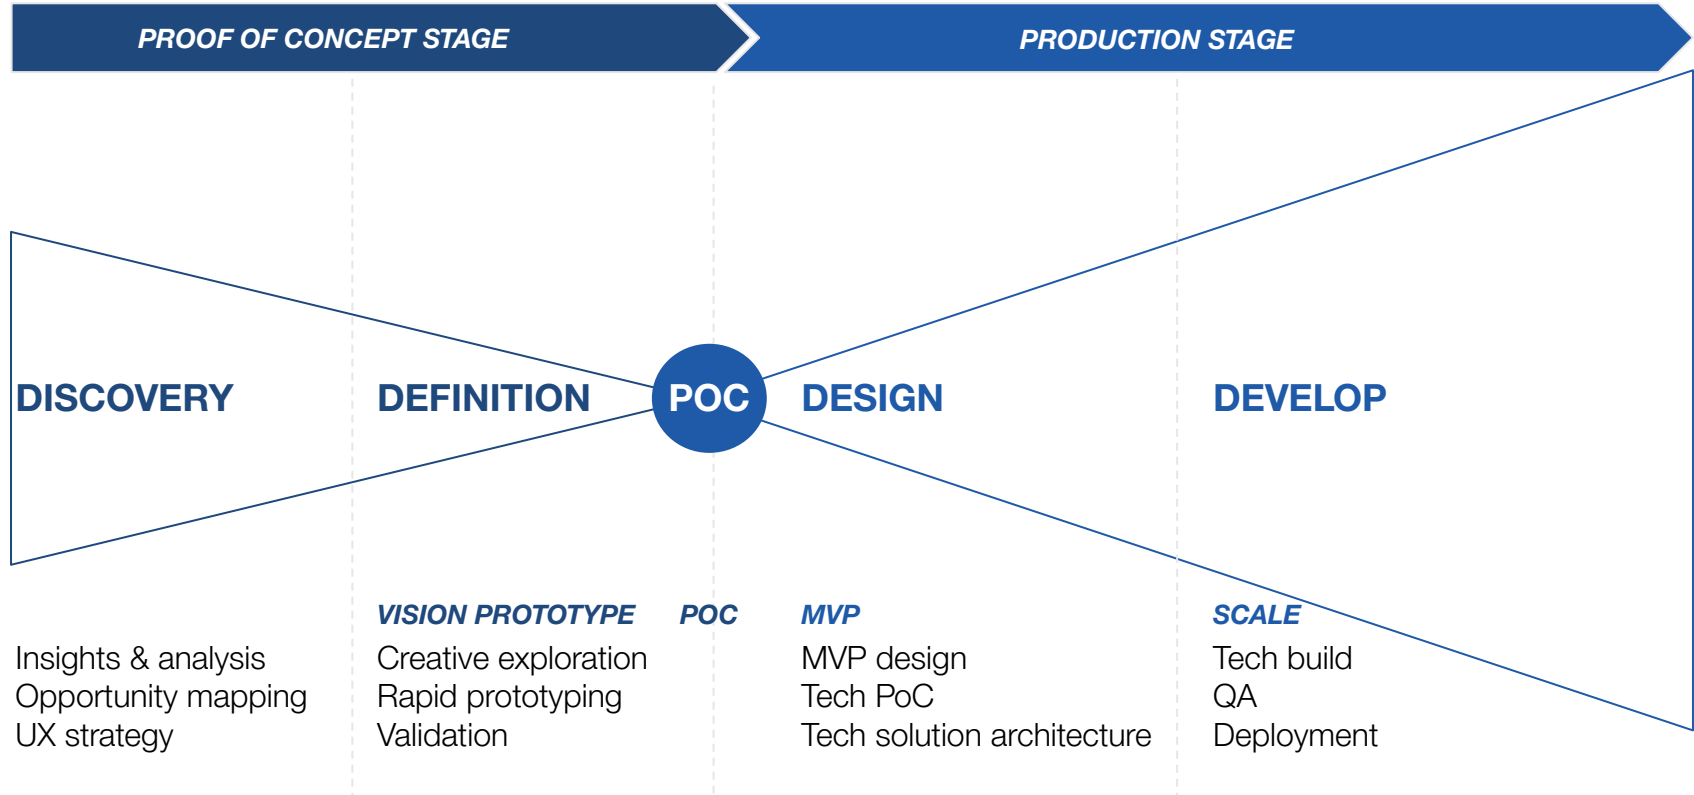 PROOF OF CONCEPT STAGE
PRODUCTION STAGE
DISCOVERY
DEFINITION
POC
DESIGN
DEVELOP
VISION PROTOTYPE
POC
MVP
SCALE
Insights & analysis
Opportunity mapping
UX strategy
Creative exploration
Rapid prototyping
Validation
MVP design
Tech PoC
Tech solution architecture
Tech build
QA
Deployment